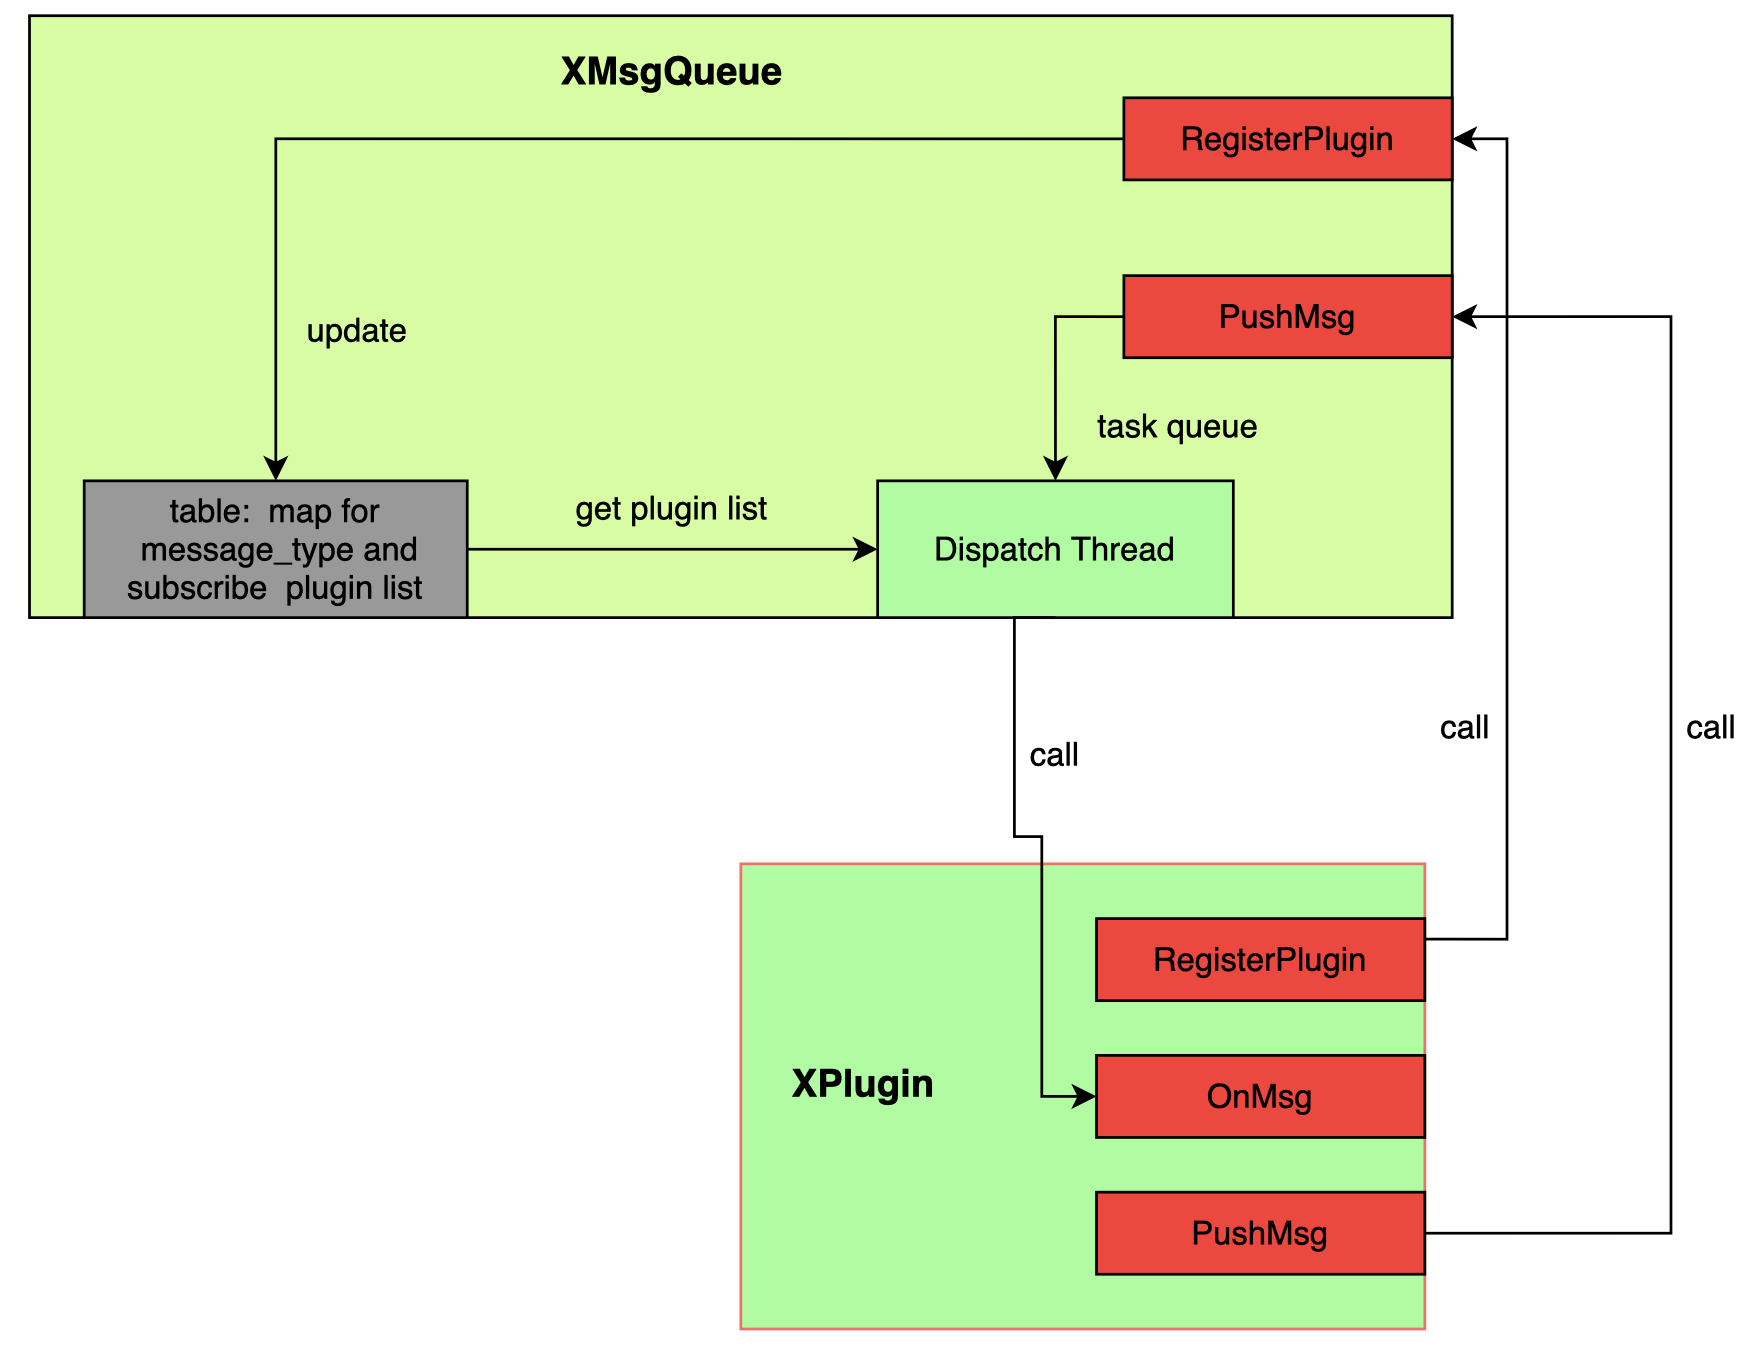 XMsgQueue
RegisterPlugin
PushMsg
update
task queue
table:  map for
message_type and
subscribe  plugin list
get plugin list
Dispatch Thread
call
call
call
RegisterPlugin
XPlugin
OnMsg
PushMsg